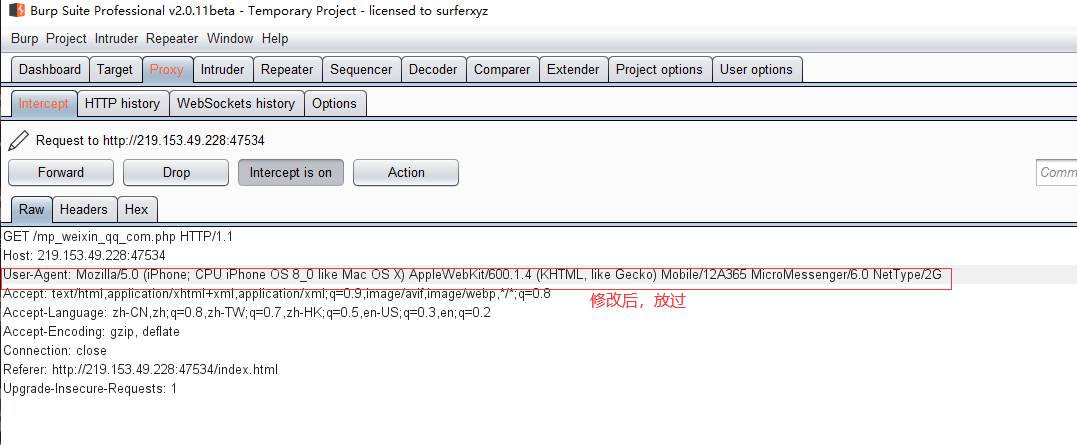 Burp Suite Professional v2.0.11beta - Temporary Project - licensed to surferxyz
Burp Project Intruder Repeater Window Help
Dashboard Target Proxy Intruder Repeater Sequencer Decoder Comparer Extender Project options User options
Intercept HTTP history WebSockets history Options
Request to http://219.153.49.228:47534
Forward Drop Intercept is on Action Comm
Raw Headers Hex
GET /mp_weixin_qq_com.php HTTP/1.1
Host: 219.153.49.228:47534
User-Agent: Mozilla/5.0 (iPhone; CPU iPhone OS 8_0 like Mac OS X) AppleWebKit/600.1.4 (KHTML, like Gecko) Mobile/12A365 MicroMessenger/6.0 NetType/2G
Accept: text/html,application/xhtml+xml,application/xml;q=0.9,image/avif,image/webp,*/*;q=0.8
修改后，放过
Accept-Language: zh-CN,zh;q=0.8,zh-TW;q=0.7,zh-HK;q=0.5,en-US;q=0.3,en;q=0.2
Accept-Encoding: gzip, deflate
Connection: close
Referer: http://219.153.49.228:47534/index.html
Upgrade-Insecure-Requests: 1